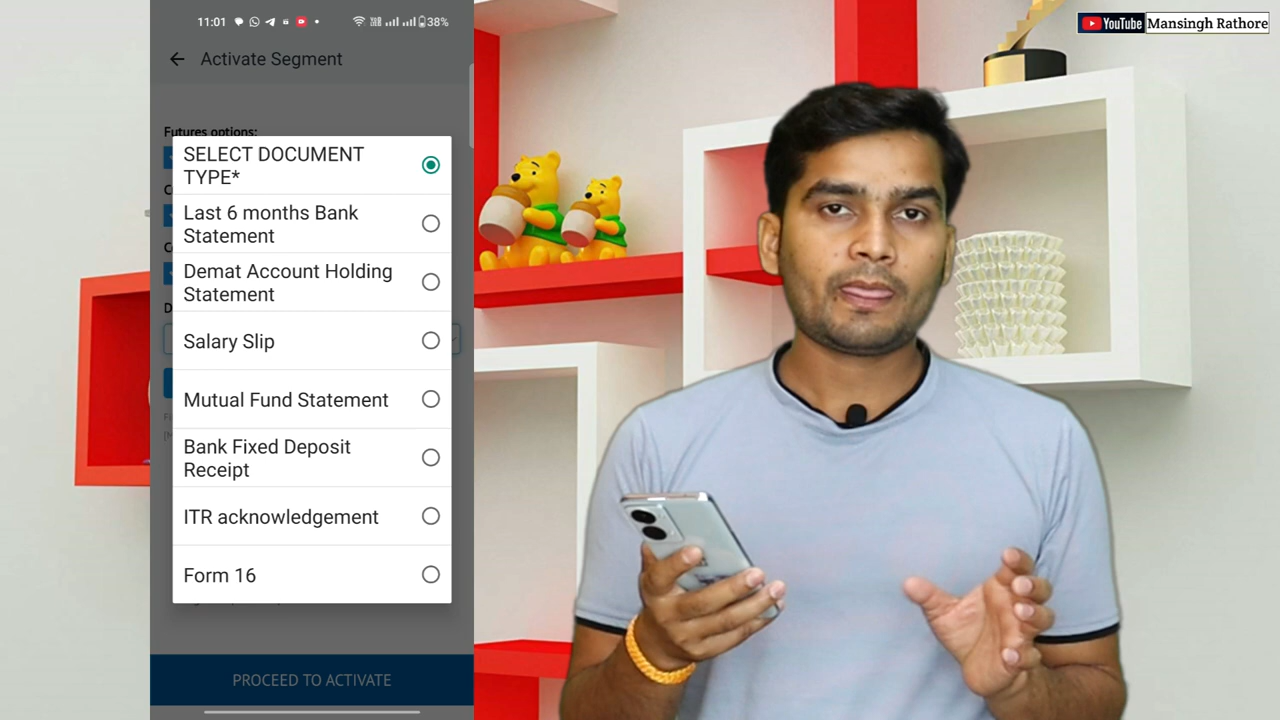 11:01
38%
YouTube Mansingh Rathore
Activate Segment
Futures options:
SELECT DOCUMENT
TYPE*
Last 6 months Bank
Statement
Demat Account Holding
Statement
Salary Slip
Mutual Fund Statement
Bank Fixed Deposit
Receipt
ITR acknowledgement
Form 16
PROCEED TO ACTIVATE